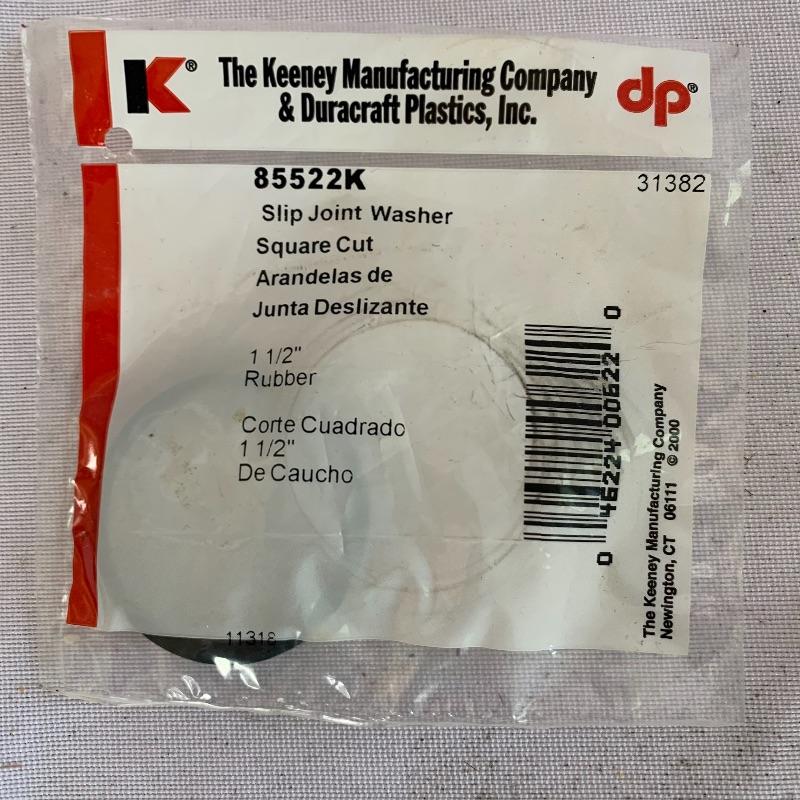 K®
The Keeney Manufacturing Company
& Duracraft Plastics, Inc.
dp®
85522K
31382
Slip Joint Washer
Square Cut
Arandelas de
Junta Deslizante
1 1/2"
Rubber
Corte Cuadrado
1 1/2"
De Caucho
0 46224 00622 0
The Keeney Manufacturing Company
Newington, CT 06111 © 2000
11318